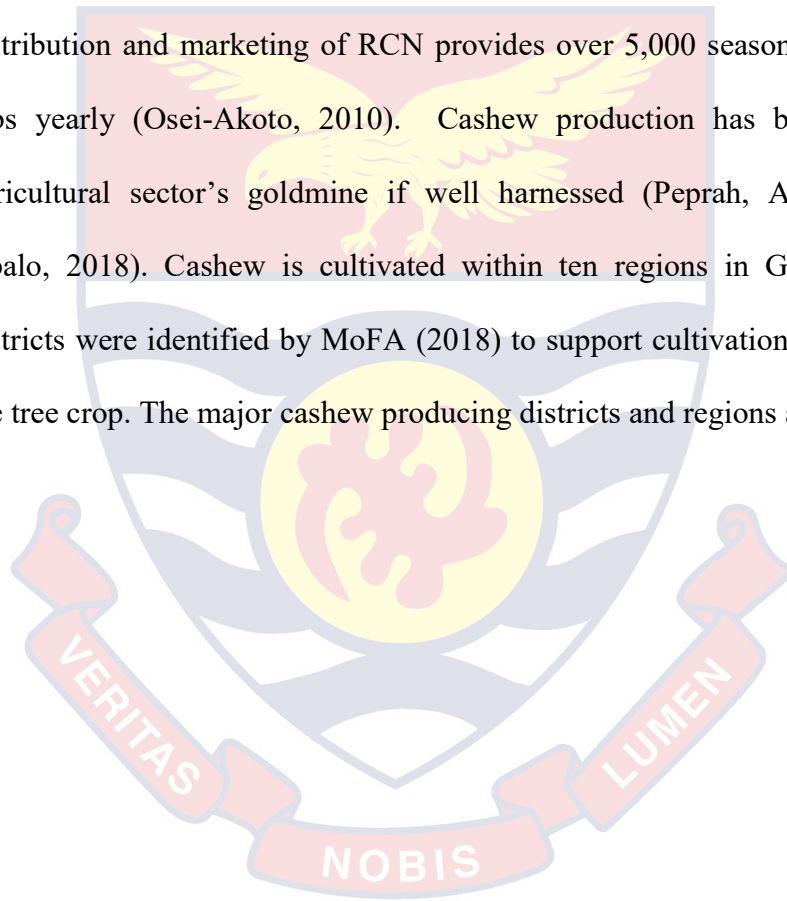 tribution and marketing of RCN provides over 5,000 season
s yearly (Osei-Akoto, 2010). Cashew production has b
ricultural sector's goldmine if well harnessed (Peprah, A
alo, 2018). Cashew is cultivated within ten regions in G
tricts were identified by MoFA (2018) to support cultivation
e tree crop. The major cashew producing districts and regions a
VERITAS
NOBIS
LUMEN